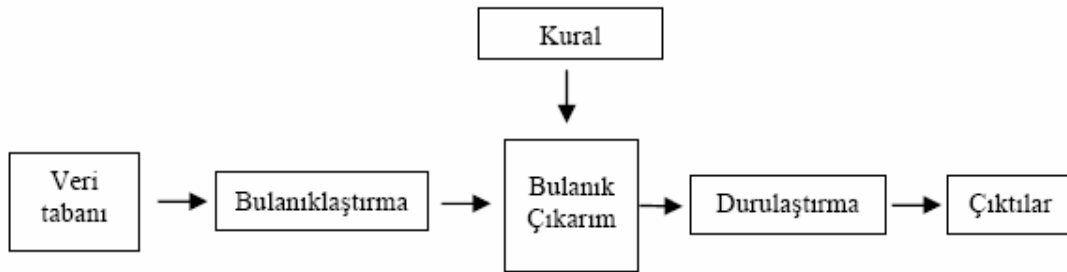 Kural
Veri
tabanı
Bulanıklaştırma
Bulanık
Çıkarım
Durulaştırma
Çıktılar